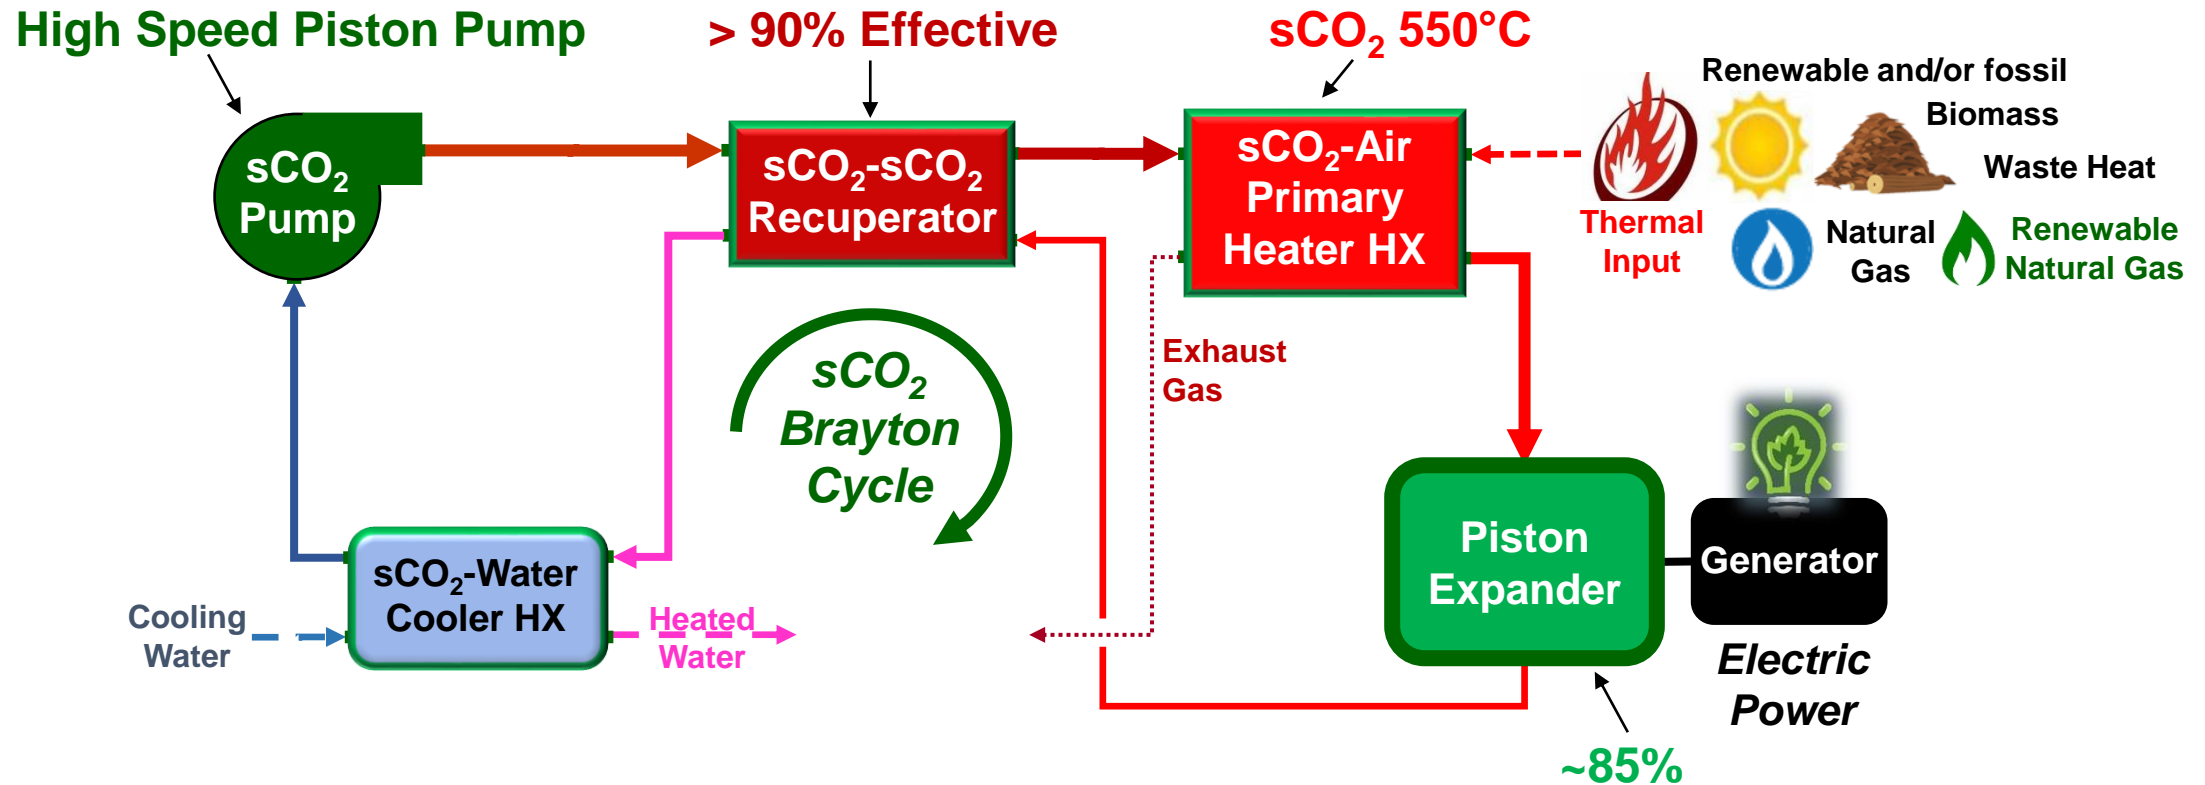 High Speed Piston Pump
> 90% Effective
sCO₂ 550°C
Renewable and/or fossil
Biomass
Waste Heat
Thermal
Input
Natural
Gas
Renewable
Natural Gas
sCO₂
Pump
sCO₂-sCO₂
Recuperator
sCO₂-Air
Primary
Heater HX
Exhaust
Gas
sCO₂
Brayton
Cycle
Piston
Expander
Generator
Electric
Power
~85%
sCO₂-Water
Cooler HX
Cooling
Water
Heated
Water